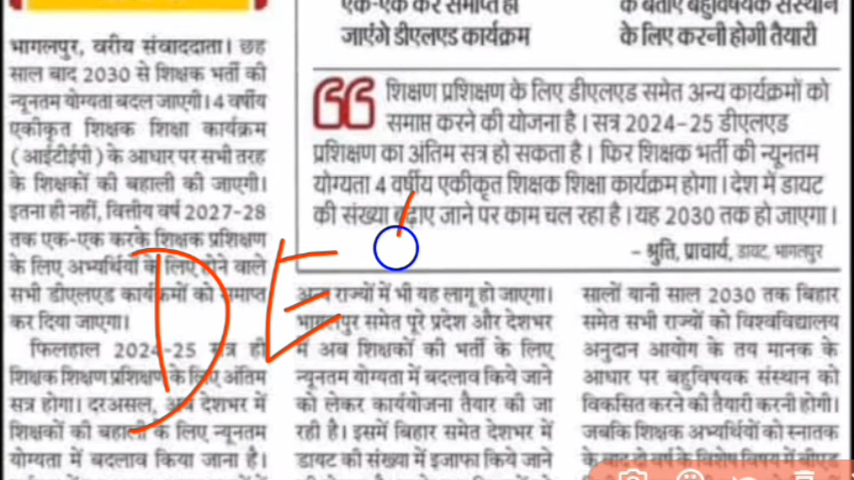 एक-एक कर समाप्त हो
जाएंगे डीएलएड कार्यक्रम
के बताए बहुविषयक संस्थान
के लिए करनी होगी तैयारी
भागलपुर, वरीय संवाददाता। छह
साल बाद 2030 से शिक्षक भर्ती की
न्यूनतम योग्यता बदल जाएगी। 4 वर्षीय
एकीकृत शिक्षक शिक्षा कार्यक्रम
(आईटीईपी) के आधार पर सभी तरह
के शिक्षकों की बहाली की जाएगी।
इतना ही नहीं, वित्तीय वर्ष 2027-28
तक एक-एक करके शिक्षक प्रशिक्षण
के लिए अभ्यर्थियों के लिए होने वाले
सभी डीएलएड कार्यक्रमों को समाप्त
कर दिया जाएगा।
फिलहाल 2024-25 सत्र ही
शिक्षक शिक्षण प्रशिक्षण के लिए अंतिम
सत्र होगा। दरअसल, अब देशभर में
शिक्षकों की बहाली के लिए न्यूनतम
योग्यता में बदलाव किया जाना है।
शिक्षण प्रशिक्षण के लिए डीएलएड समेत अन्य कार्यक्रमों को
समाप्त करने की योजना है। सत्र 2024-25 डीएलएड
प्रशिक्षण का अंतिम सत्र हो सकता है। फिर शिक्षक भर्ती की न्यूनतम
योग्यता 4 वर्षीय एकीकृत शिक्षक शिक्षा कार्यक्रम होगा। देश में डायट
की संख्या बढ़ाए जाने पर काम चल रहा है। यह 2030 तक हो जाएगा।
– श्रुति, प्राचार्य, डायट, भागलपुर
अन्य राज्यों में भी यह लागू हो जाएगा।
भागलपुर समेत पूरे प्रदेश और देशभर
में अब शिक्षकों की भर्ती के लिए
न्यूनतम योग्यता में बदलाव किये जाने
को लेकर कार्ययोजना तैयार की जा
रही है। इसमें बिहार समेत देशभर में
डायट की संख्या में इजाफा किये जाने
सालों यानी साल 2030 तक बिहार
समेत सभी राज्यों को विश्वविद्यालय
अनुदान आयोग के तय मानक के
आधार पर बहुविषयक संस्थान को
विकसित करने की तैयारी करनी होगी।
जबकि शिक्षक अभ्यर्थियों को स्नातक
के बाद दो वर्ष के विशेष विषय में बीएड
DE